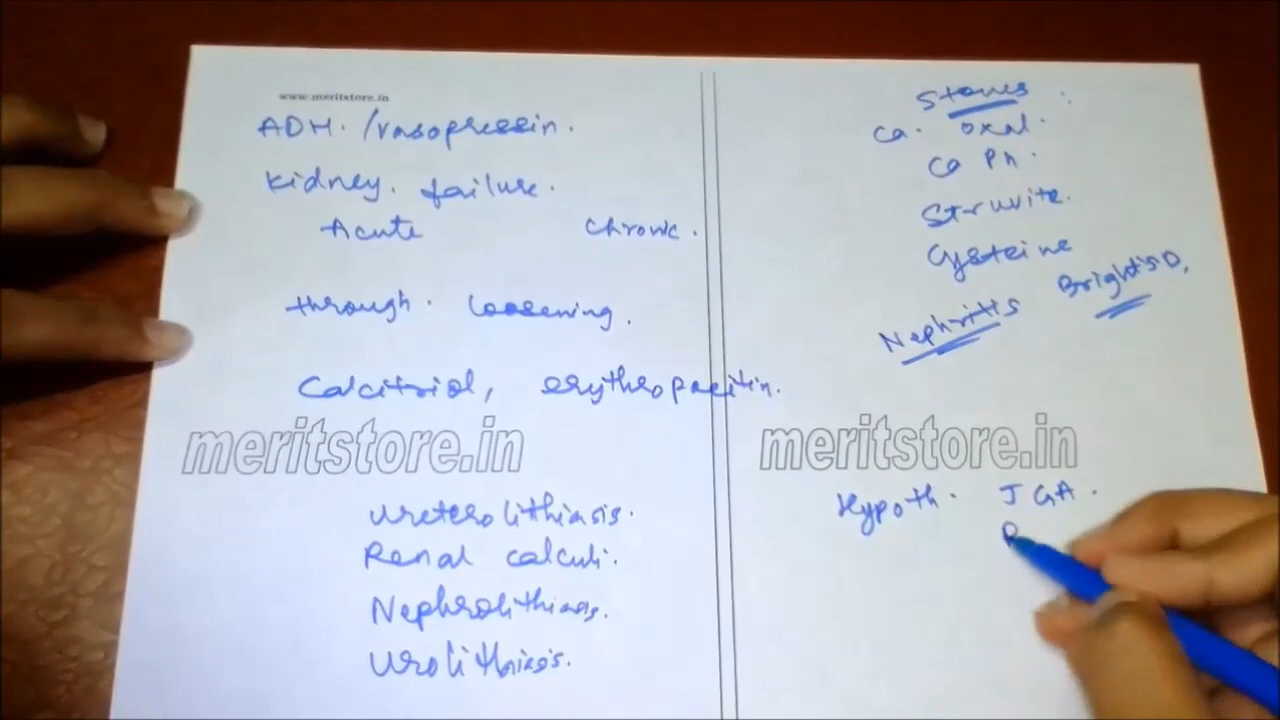 www.meritstore.in
ADH. /vasopressin.
Kidney. failure.
Acute chronic.
through. loosening.
Calcitriol, erythropoeitin.
meritstore.in
Ureterolithiasis.
Renal calculi.
Nephrolithiasis.
Urolithiasis.
Stones
Ca. oxal.
Ca Ph.
Struvite.
Cysteine
Nephritis Bright's D,
meritstore.in
Hypoth. JGA.
R